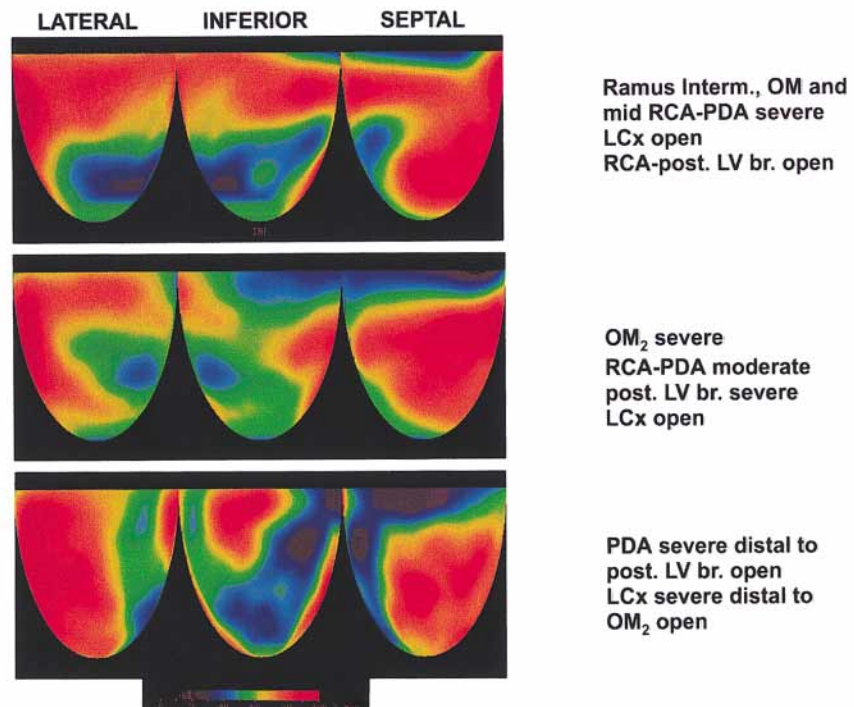 LATERAL INFERIOR SEPTAL
Ramus Interm., OM and
mid RCA-PDA severe
LCx open
RCA-post. LV br. open
INF
OM₂ severe
RCA-PDA moderate
post. LV br. severe
LCx open
PDA severe distal to
post. LV br. open
LCx severe distal to
OM₂ open